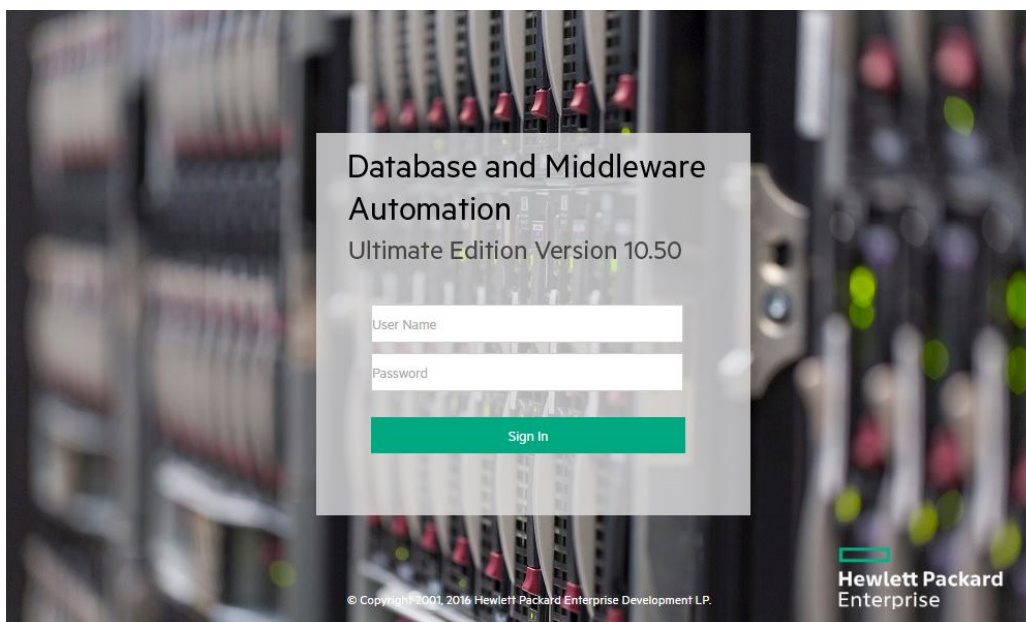 Database and Middleware
Automation
Ultimate Edition Version 10.50
User Name
Password
Sign In
© Copyright 2001, 2016 Hewlett Packard Enterprise Development LP.
Hewlett Packard
Enterprise